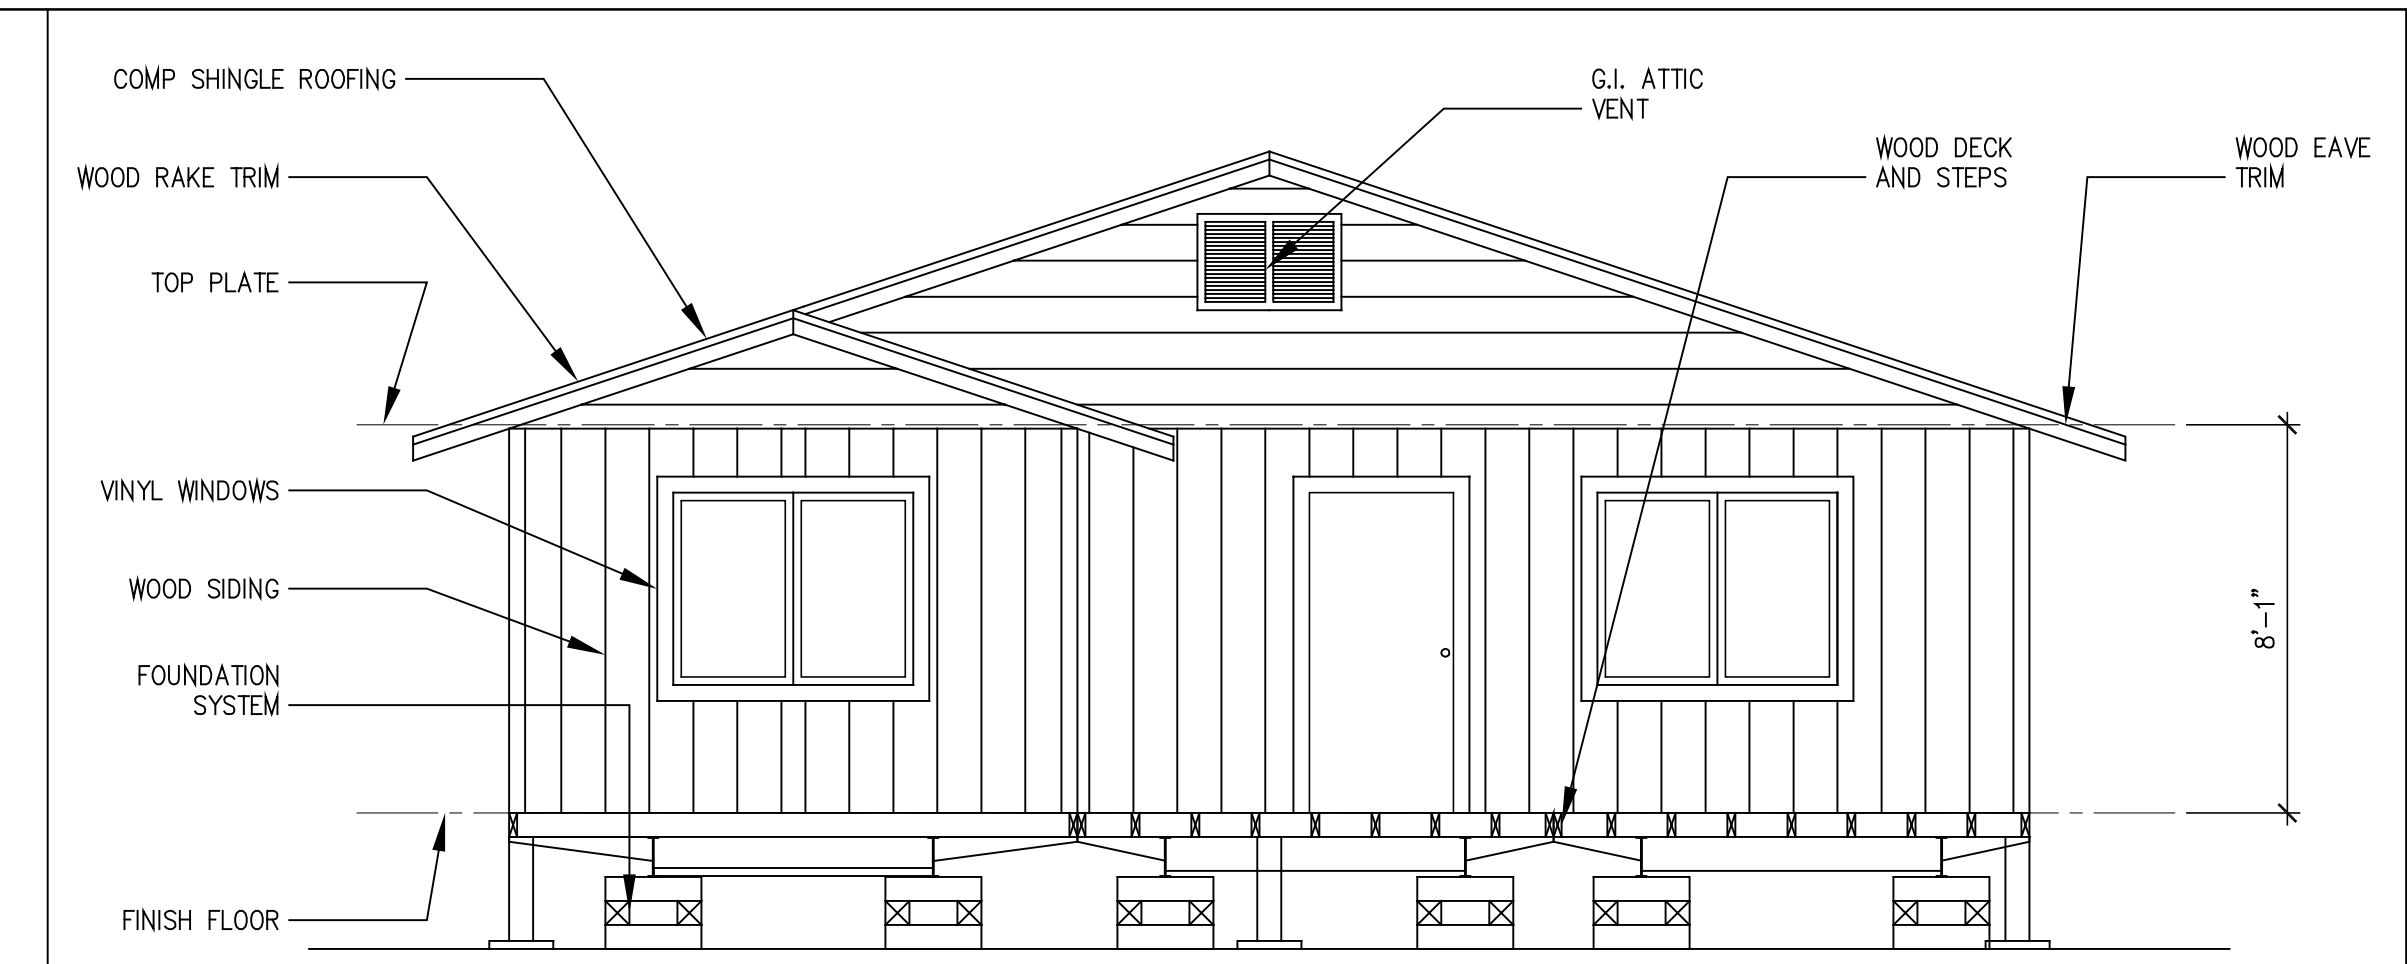 COMP SHINGLE ROOFING
G.I. ATTIC
VENT
WOOD DECK
AND STEPS
WOOD EAVE
TRIM
WOOD RAKE TRIM
TOP PLATE
VINYL WINDOWS
WOOD SIDING
8'-1"
FOUNDATION
SYSTEM
FINISH FLOOR